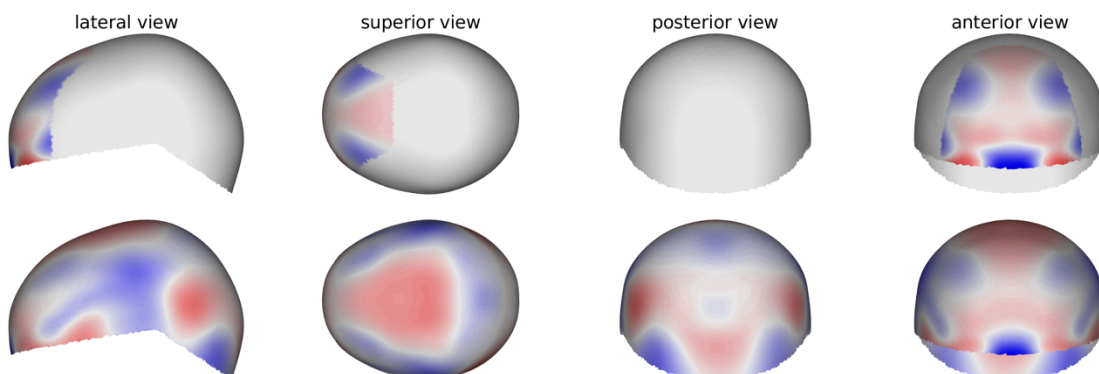 lateral view
superior view
posterior view
anterior view